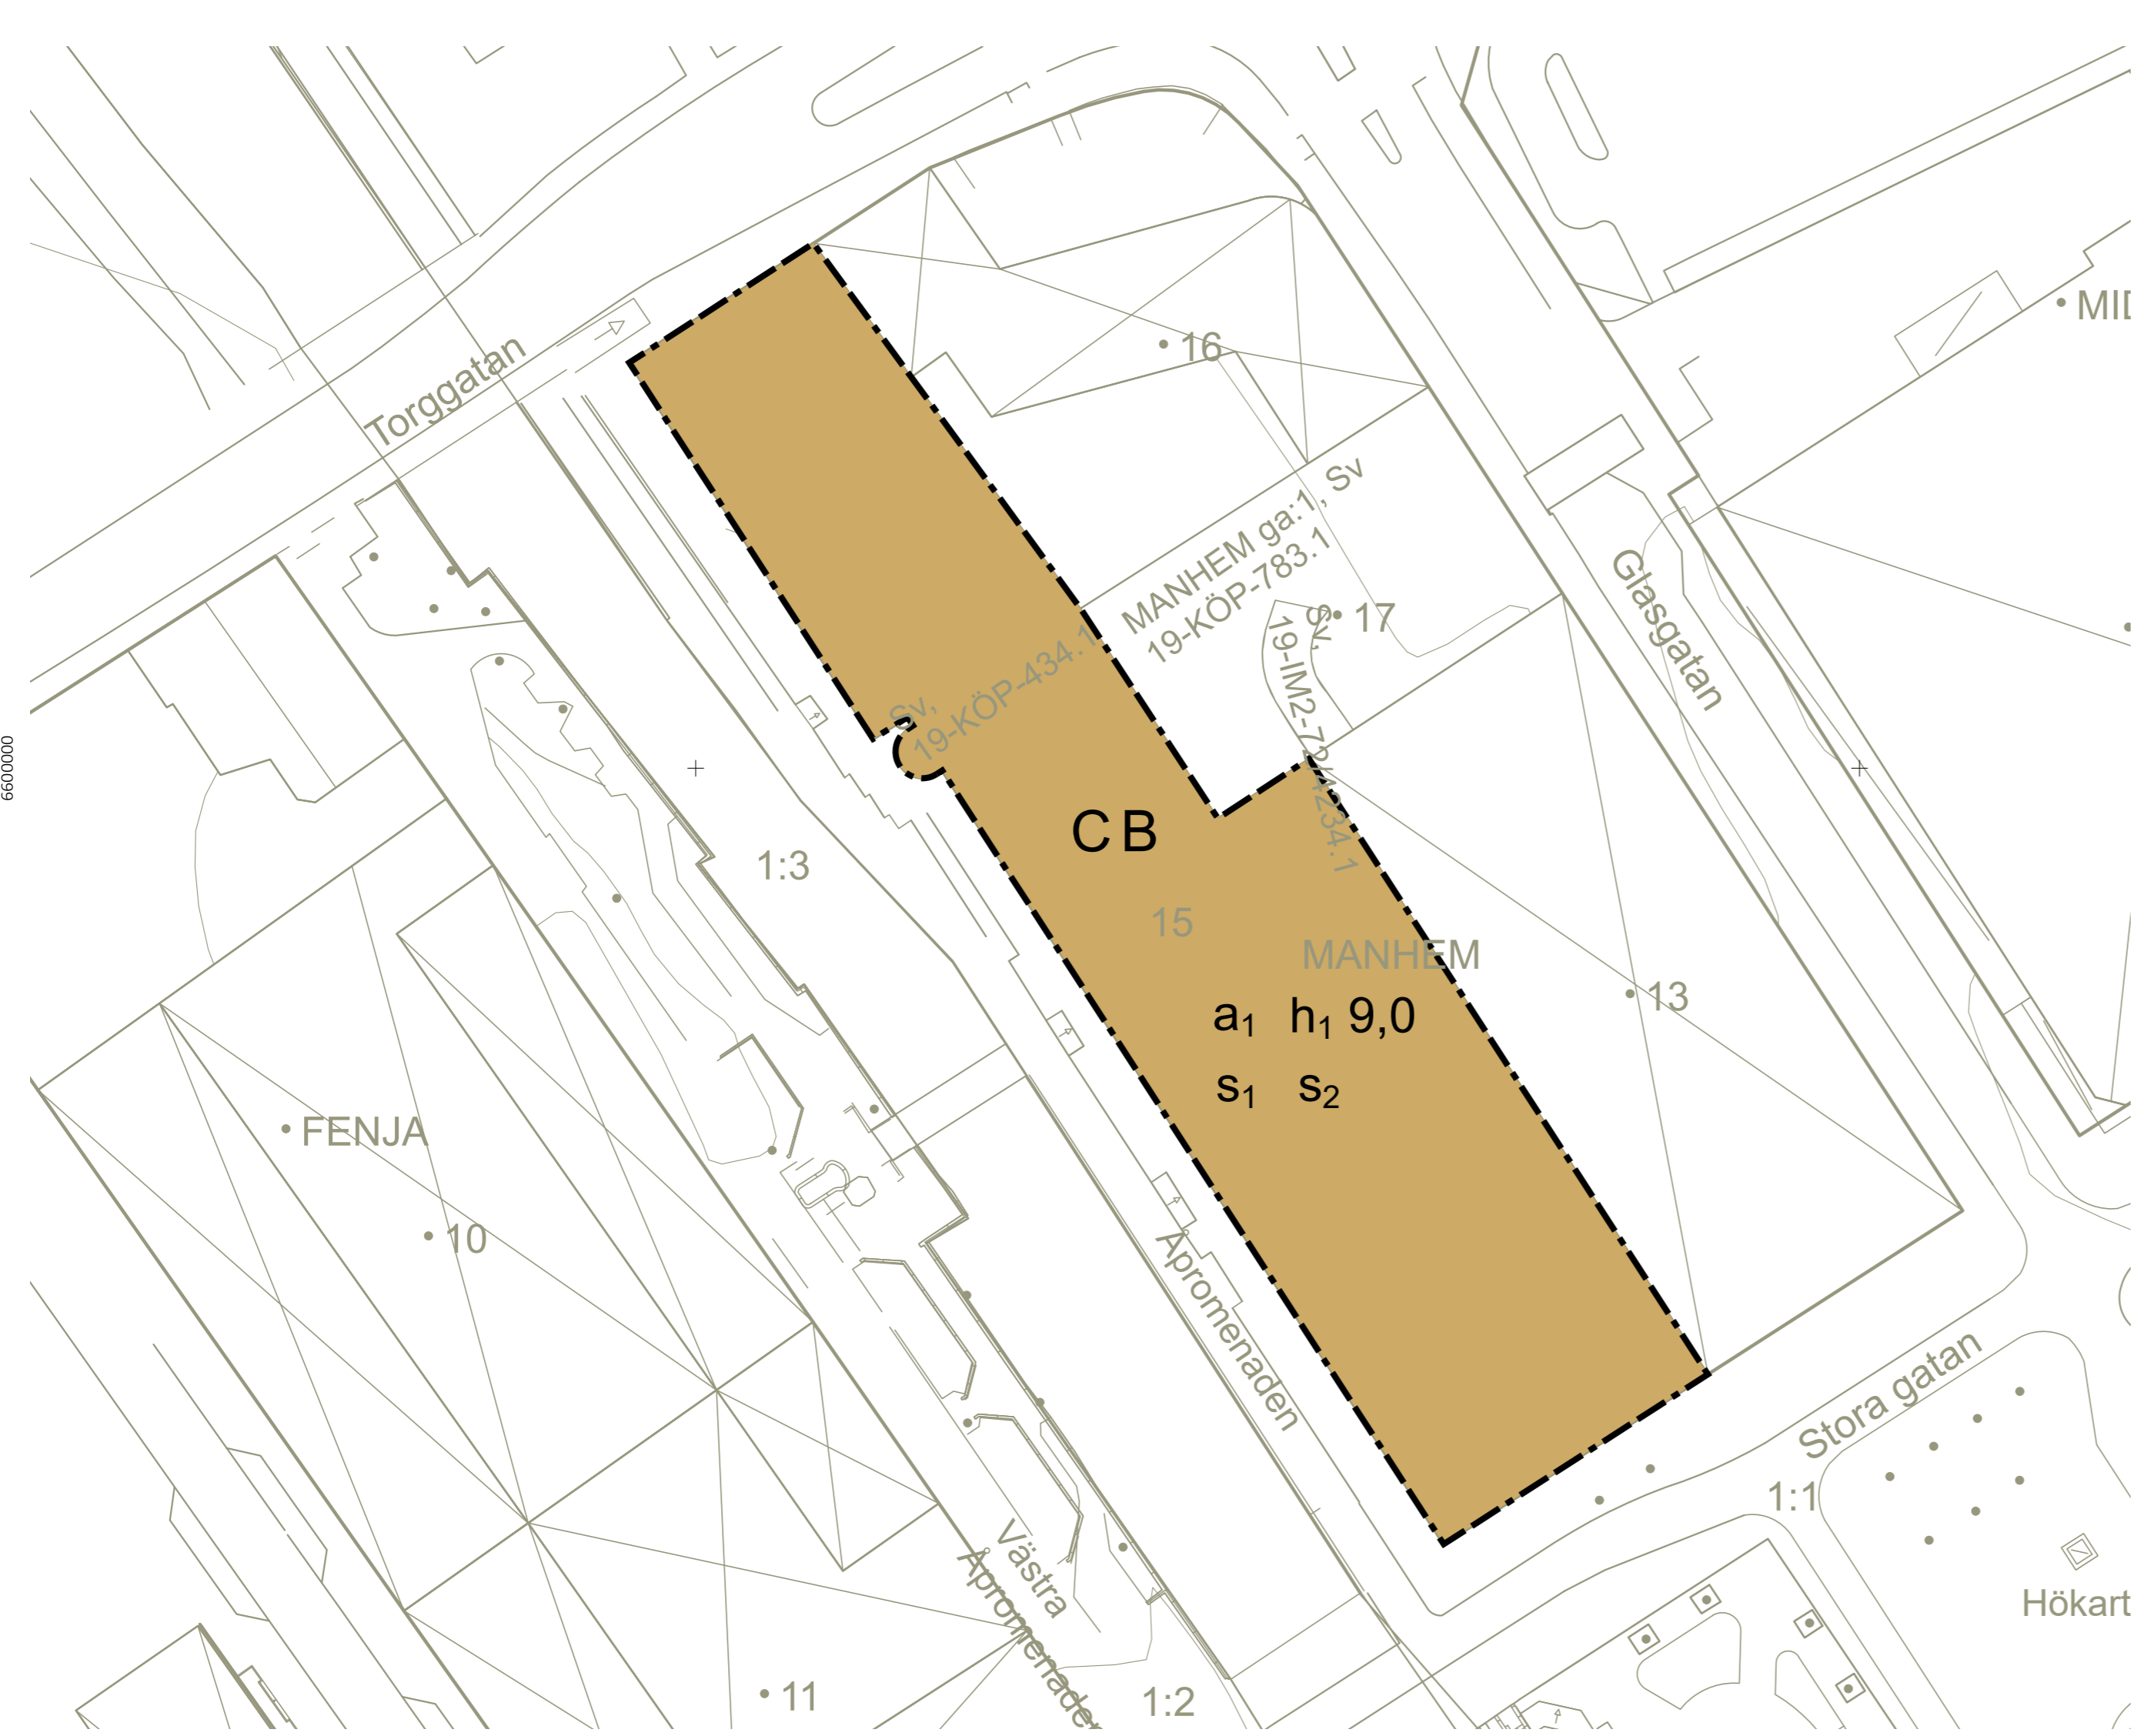 MID
16
Torggatan
MANHEM ga:1, Sv
19-KÖP-783.1
Glasgatan
Sv,
19-IM2-72/4234.1
17
Sv,
19-KÖP-434.1
6600000
CB
1:3
15
MANHEM
13
a₁ h₁ 9,0
s₁ s₂
FENJA
10
Åpromenaden
Stora gatan
1:1
Västra
Åpromenaden
Hökart
11
1:2